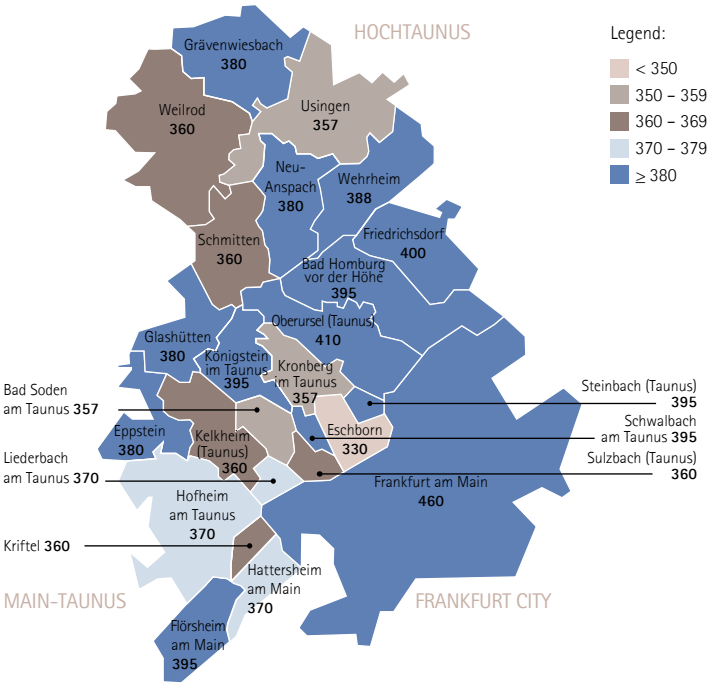 HOCHTAUNUS
Legend:
< 350
350 – 359
360 – 369
370 – 379
≥ 380
Grävenwiesbach
380
Weilrod
360
Usingen
357
Neu-
Anspach
380
Wehrheim
388
Schmitten
360
Friedrichsdorf
400
Bad Homburg
vor der Höhe
395
Oberursel (Taunus)
410
Glashütten
380
Königstein
im Taunus
395
Kronberg
im Taunus
357
Bad Soden
am Taunus 357
Steinbach (Taunus)
395
Schwalbach
am Taunus 395
Eschborn
330
Eppstein
380
Kelkheim
(Taunus)
360
Liederbach
am Taunus 370
Sulzbach (Taunus)
360
Frankfurt am Main
460
Hofheim
am Taunus
370
Kriftel 360
Hattersheim
am Main
370
MAIN-TAUNUS
FRANKFURT CITY
Flörsheim
am Main
395